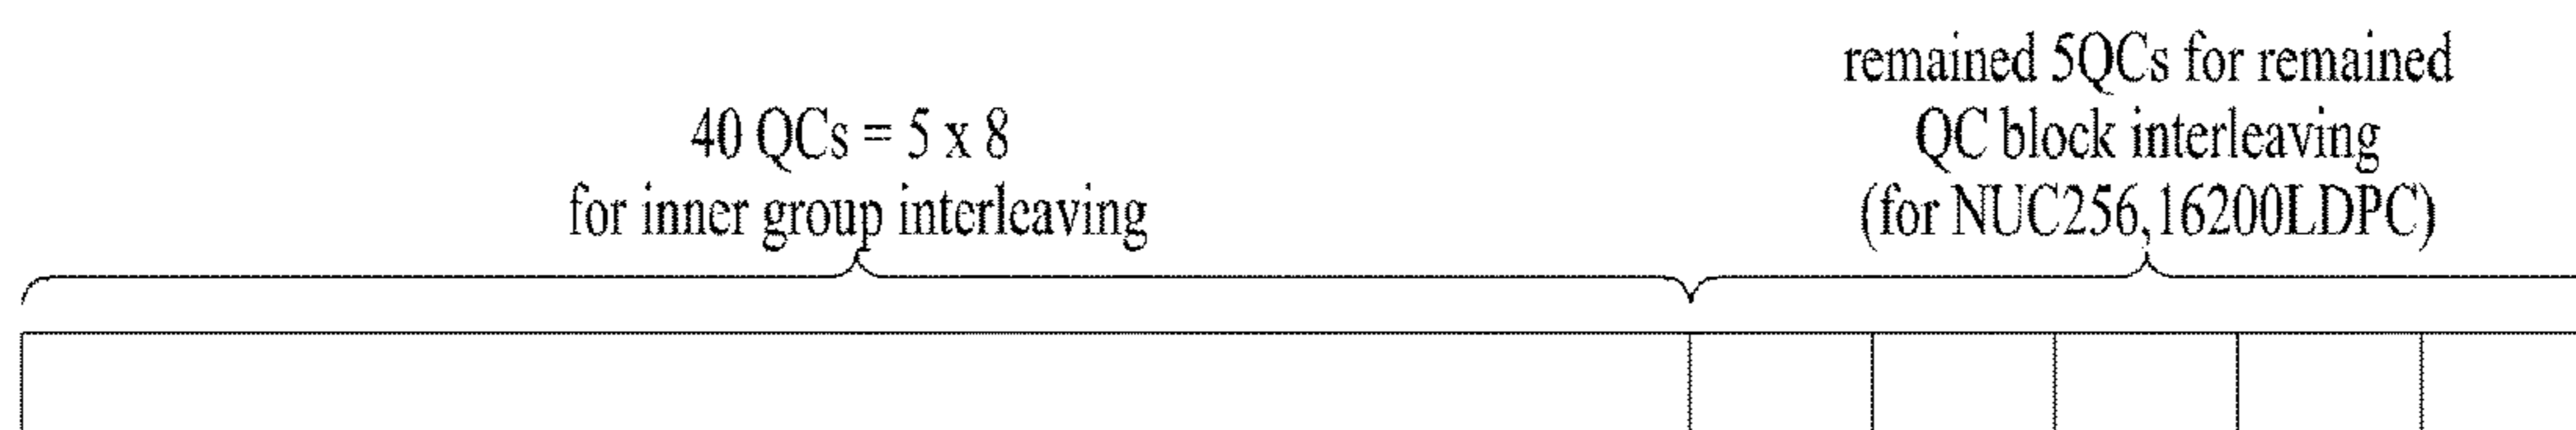 40 QCs = 5 x 8
for inner group interleaving
remained 5QCs for remained
QC block interleaving
(for NUC256,16200LDPC)